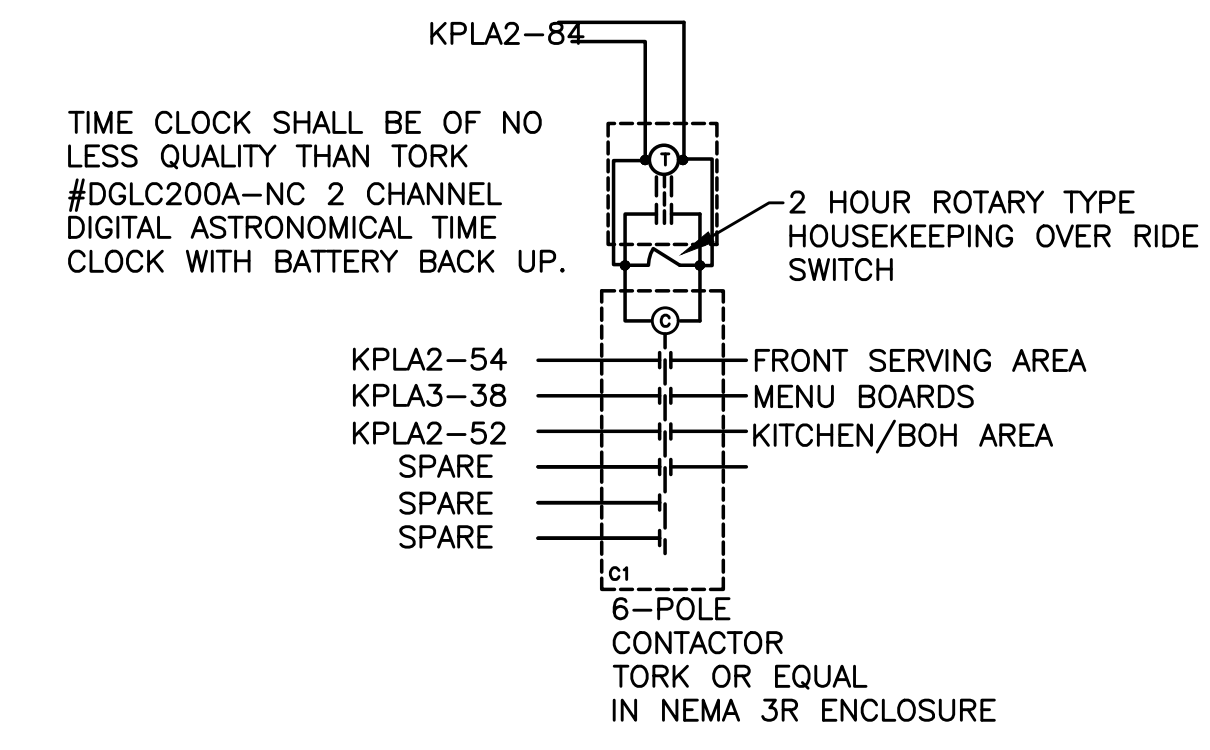 KPLA2-84
TIME CLOCK SHALL BE OF NO
LESS QUALITY THAN TORK
#DGLC200A-NC 2 CHANNEL
DIGITAL ASTRONOMICAL TIME
CLOCK WITH BATTERY BACK UP.
T
2 HOUR ROTARY TYPE
HOUSEKEEPING OVER RIDE
SWITCH
C
KPLA2-54 FRONT SERVING AREA
KPLA3-38 MENU BOARDS
KPLA2-52 KITCHEN/BOH AREA
SPARE
SPARE
SPARE
C1
6-POLE
CONTACTOR
TORK OR EQUAL
IN NEMA 3R ENCLOSURE